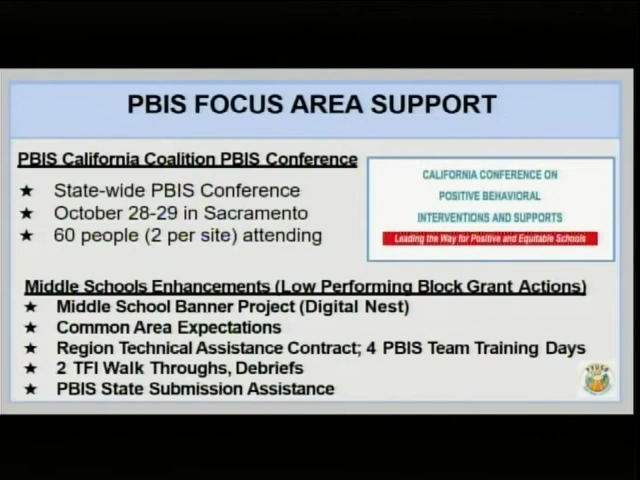 PBIS FOCUS AREA SUPPORT
PBIS California Coalition PBIS Conference
★ State-wide PBIS Conference
★ October 28-29 in Sacramento
★ 60 people (2 per site) attending
CALIFORNIA CONFERENCE ON
POSITIVE BEHAVIORAL
INTERVENTIONS AND SUPPORTS
Leading the Way for Positive and Equitable Schools
Middle Schools Enhancements (Low Performing Block Grant Actions)
★ Middle School Banner Project (Digital Nest)
★ Common Area Expectations
★ Region Technical Assistance Contract; 4 PBIS Team Training Days
★ 2 TFI Walk Throughs, Debriefs
★ PBIS State Submission Assistance